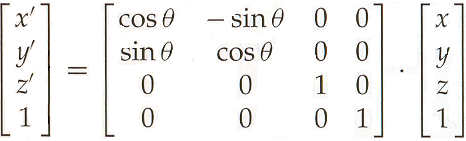 x′ cos θ − sin θ 0 0 x
y′ sin θ cos θ 0 0 y
z′ = 0 0 1 0 · z
1 0 0 0 1 1